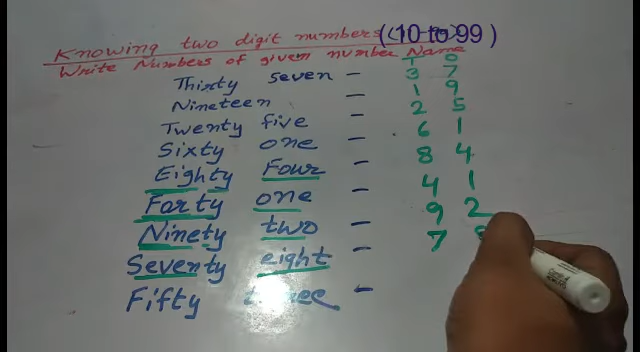 Knowing two digit numbers (10 to 99)
Write Numbers of given number Name
T O
Thirty seven - 3 7
Nineteen - 1 9
Twenty five - 2 5
Sixty one - 6 1
Eighty Four - 8 4
Forty one - 4 1
Ninety two - 9 2
Seventy eight - 7
Fifty three -